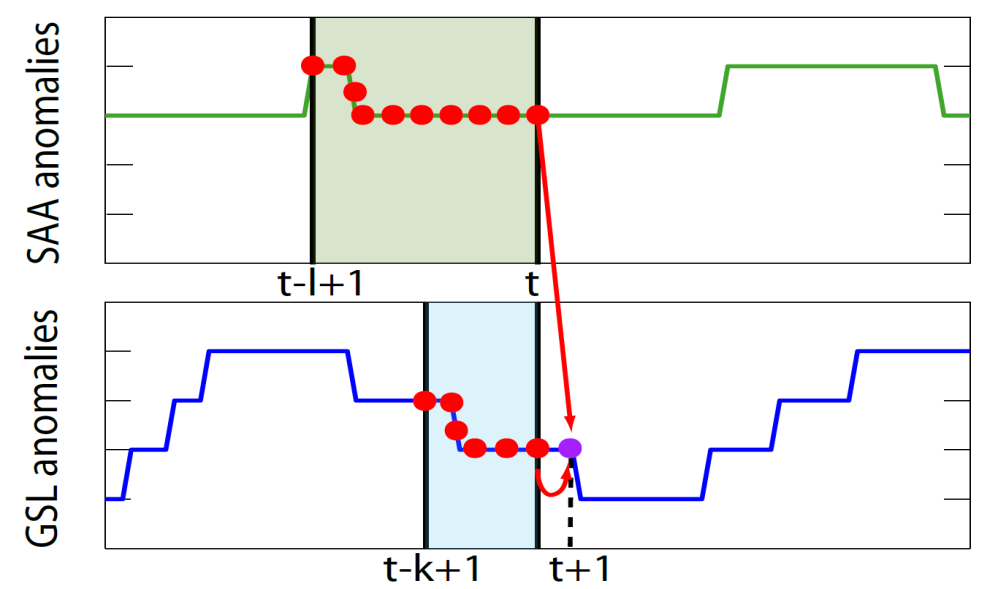 SAA anomalies
t-l+1
t
GSL anomalies
t-k+1
t+1